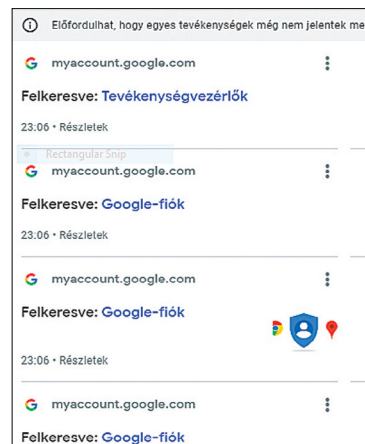 Előfordulhat, hogy egyes tevékenységek még nem jelentek me
myaccount.google.com
Felkeresve: Tevékenységvezérlők
23:06 • Részletek
Rectangular Snip
myaccount.google.com
Felkeresve: Google-fiók
23:06 • Részletek
myaccount.google.com
Felkeresve: Google-fiók
23:06 • Részletek
myaccount.google.com
Felkeresve: Google-fiók